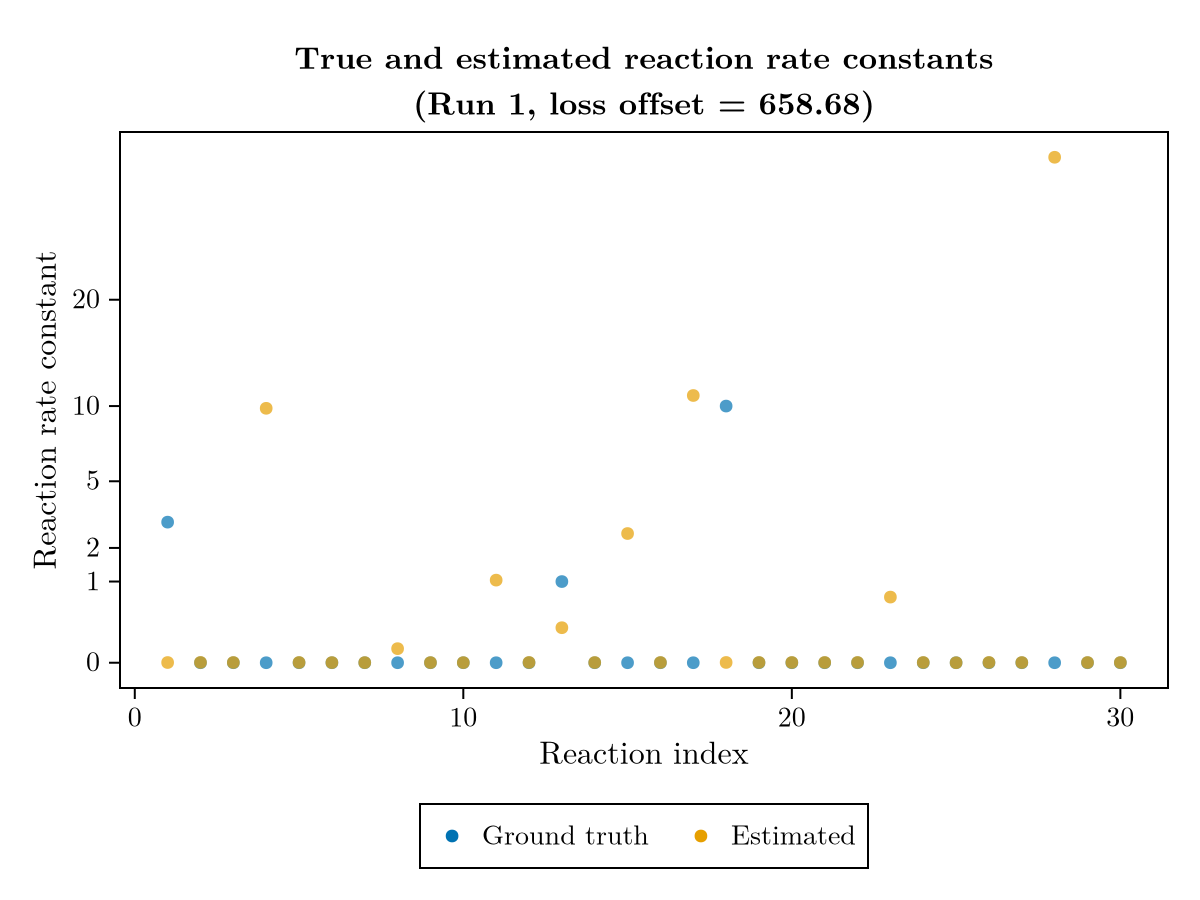 True and estimated reaction rate constants
(Run 1, loss offset = 658.68)
Reaction rate constant
20
10
5
2
1
0
0 10 20 30
Reaction index
Ground truth Estimated